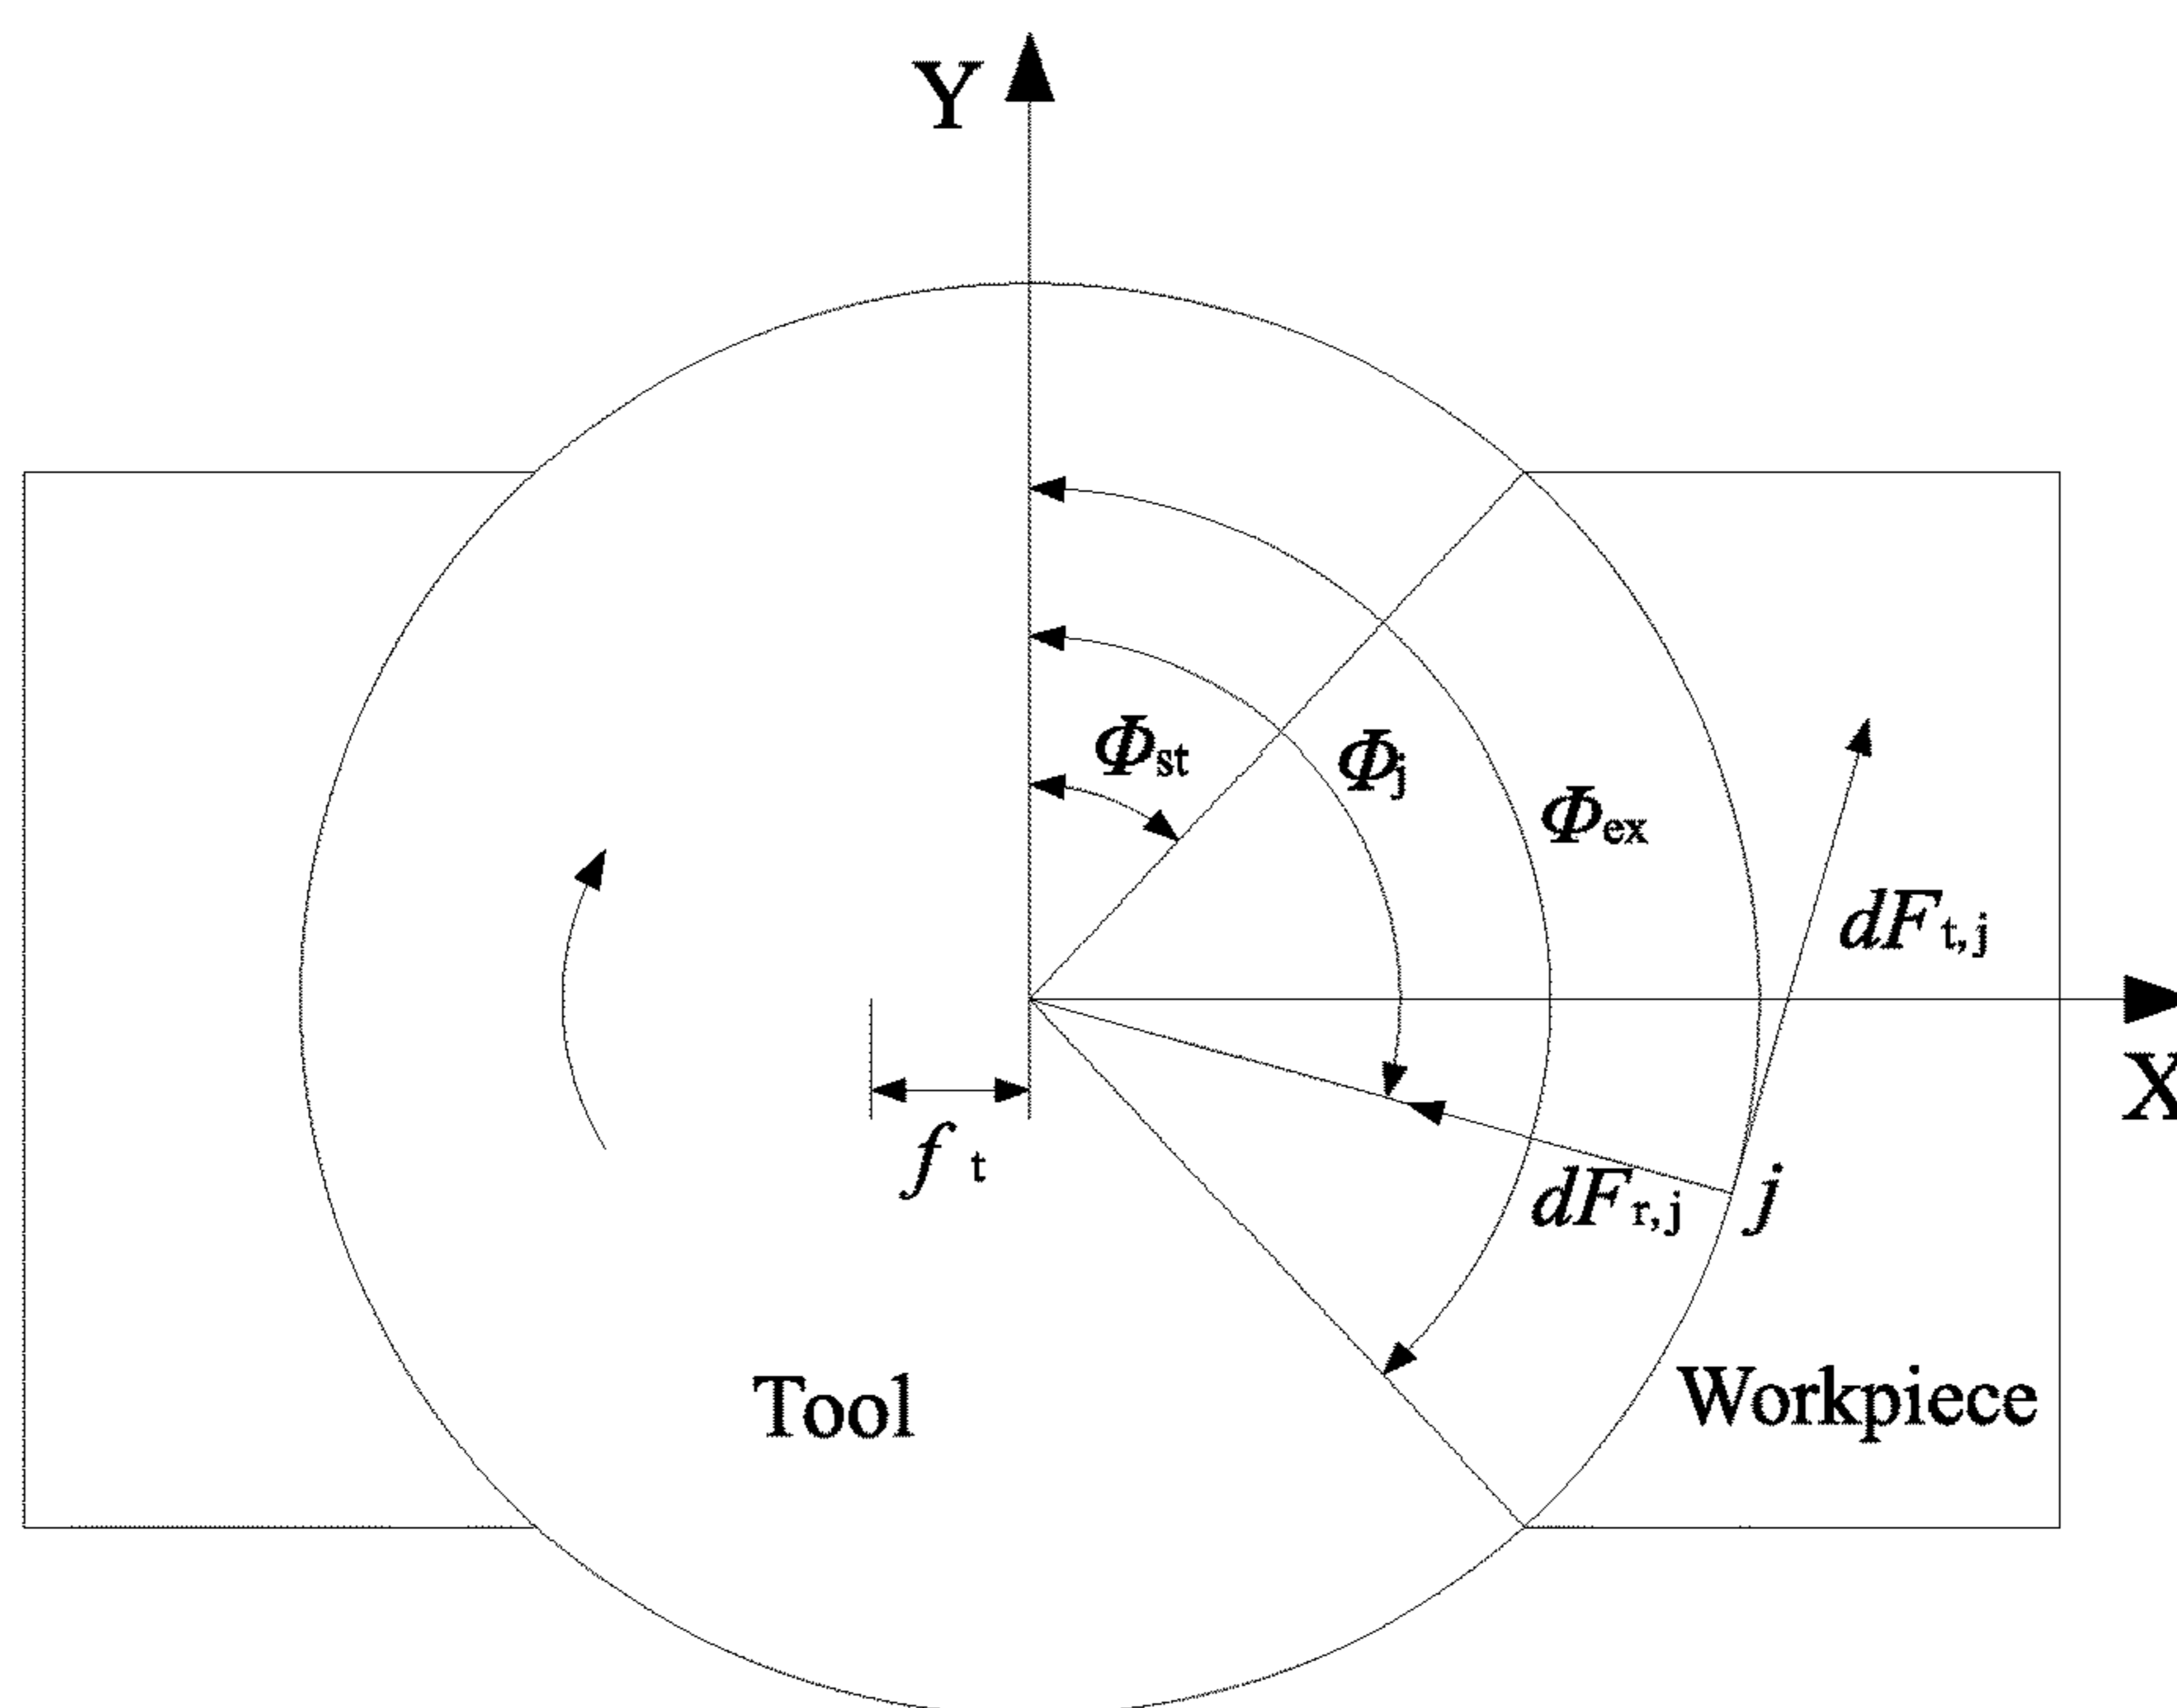 Y
Φst
Φj
Φex
dFt,j
X
ft
dFr,j
j
Tool
Workpiece